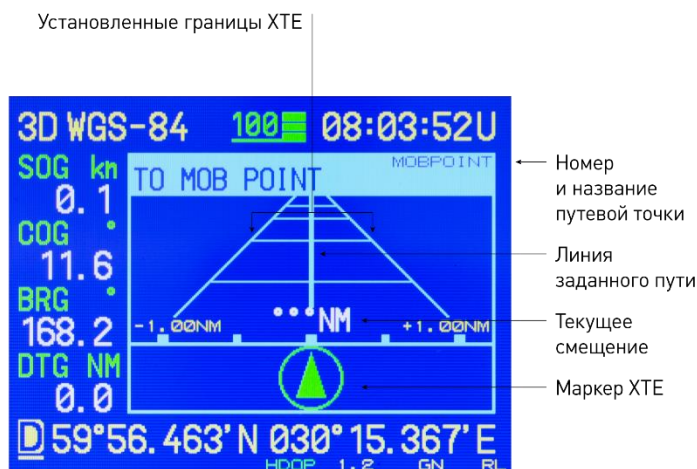 Установленные границы XTE
3D WGS-84 100 08:03:52U
SOG kn
0.1
COG °
11.6
BRG °
168.2
DTG NM
0.0
MOBPOINT
TO MOB POINT
°°°NM
-1.00NM
+1.00NM
D 59°56.463'N 030°15.367'E
HDOP 1.2 GN RL
Номер
и название
путевой точки
Линия
заданного пути
Текущее
смещение
Маркер XTE